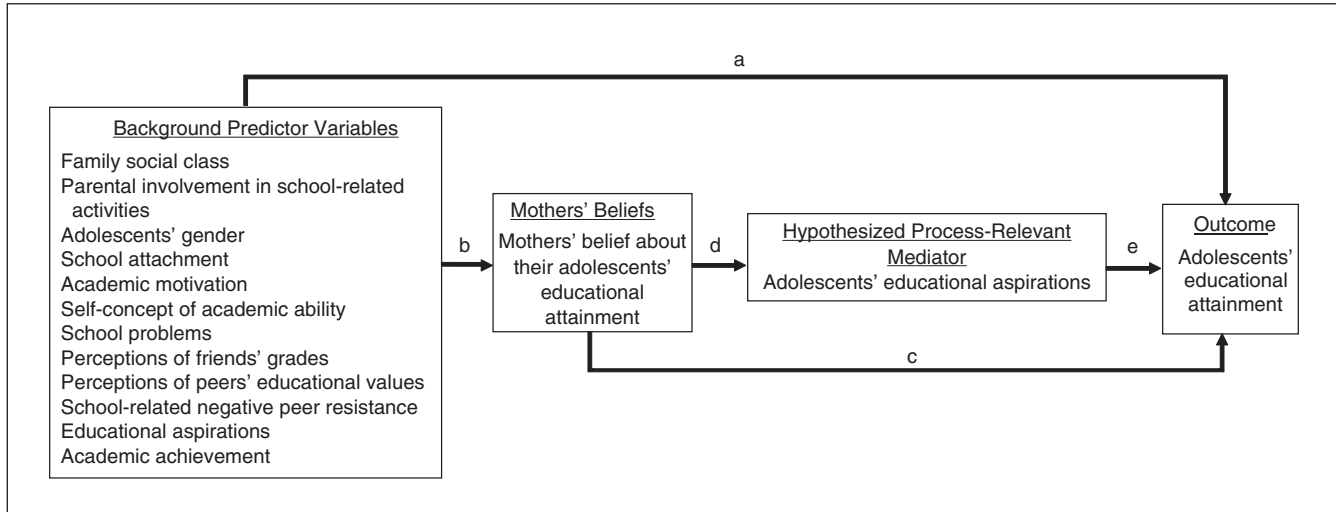 a
Background Predictor Variables
Family social class
Parental involvement in school-related
activities
Adolescents' gender
School attachment
Academic motivation
Self-concept of academic ability
School problems
Perceptions of friends' grades
Perceptions of peers' educational values
School-related negative peer resistance
Educational aspirations
Academic achievement
b
Mothers' Beliefs
Mothers' belief about
their adolescents'
educational
attainment
d
Hypothesized Process-Relevant
Mediator
Adolescents' educational aspirations
e
Outcome
Adolescents'
educational
attainment
c